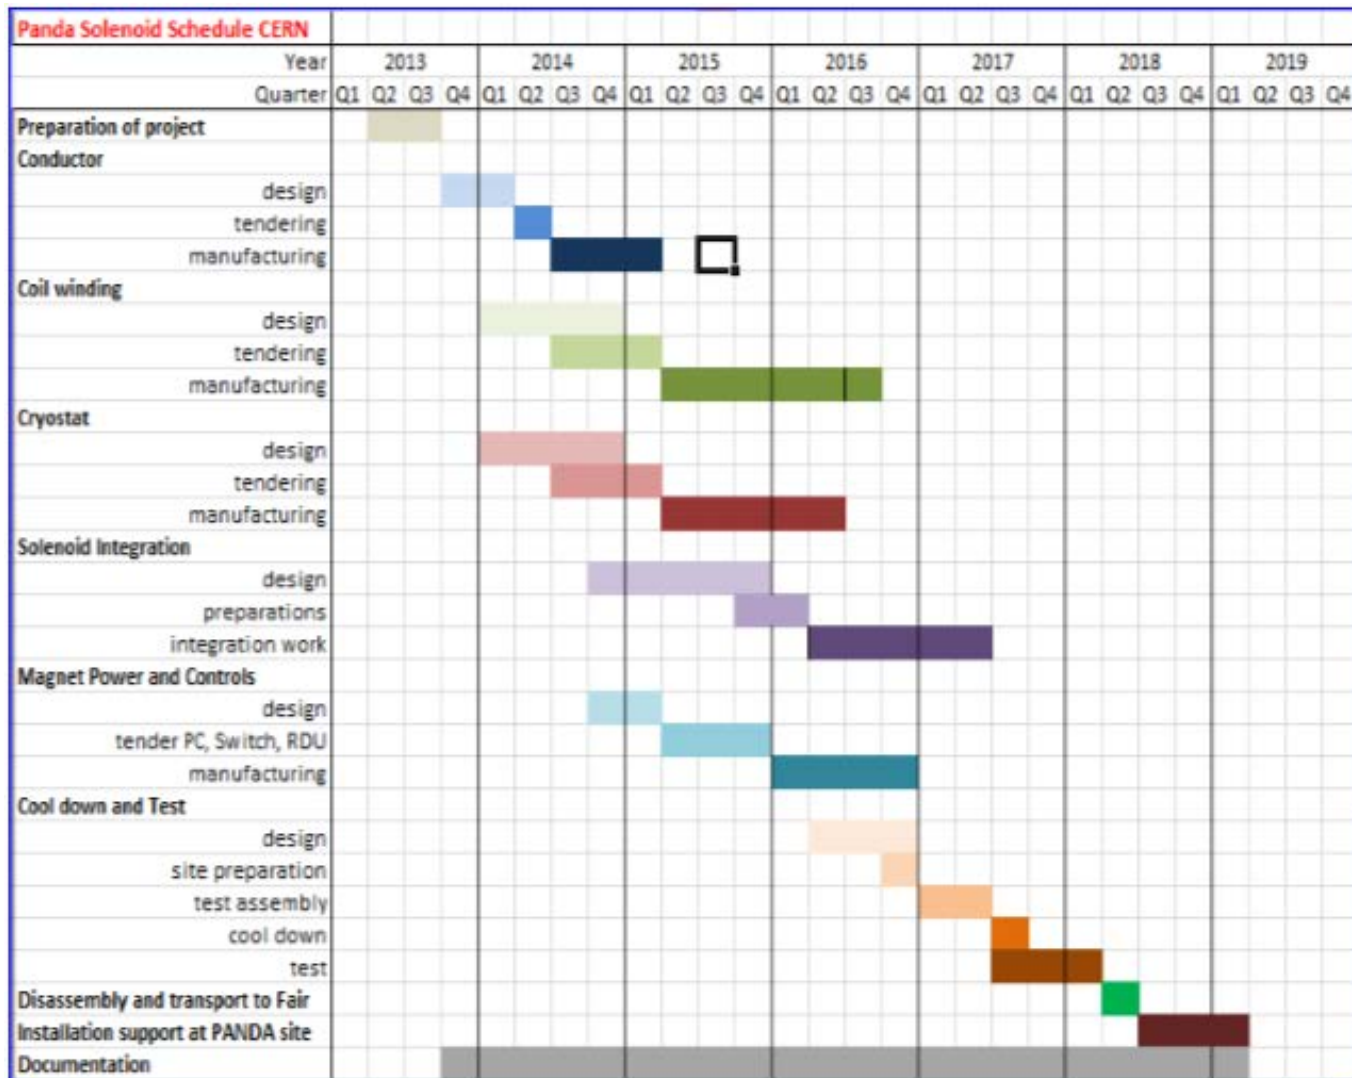 Panda Solenoid Schedule CERN
Year 2013 2014 2015 2016 2017 2018 2019
Quarter Q1 Q2 Q3 Q4 Q1 Q2 Q3 Q4 Q1 Q2 Q3 Q4 Q1 Q2 Q3 Q4 Q1 Q2 Q3 Q4 Q1 Q2 Q3 Q4 Q1 Q2 Q3 Q4
Preparation of project
Conductor
design
tendering
manufacturing
Coil winding
design
tendering
manufacturing
Cryostat
design
tendering
manufacturing
Solenoid Integration
design
preparations
integration work
Magnet Power and Controls
design
tender PC, Switch, RDU
manufacturing
Cool down and Test
design
site preparation
test assembly
cool down
test
Disassembly and transport to Fair
Installation support at PANDA site
Documentation